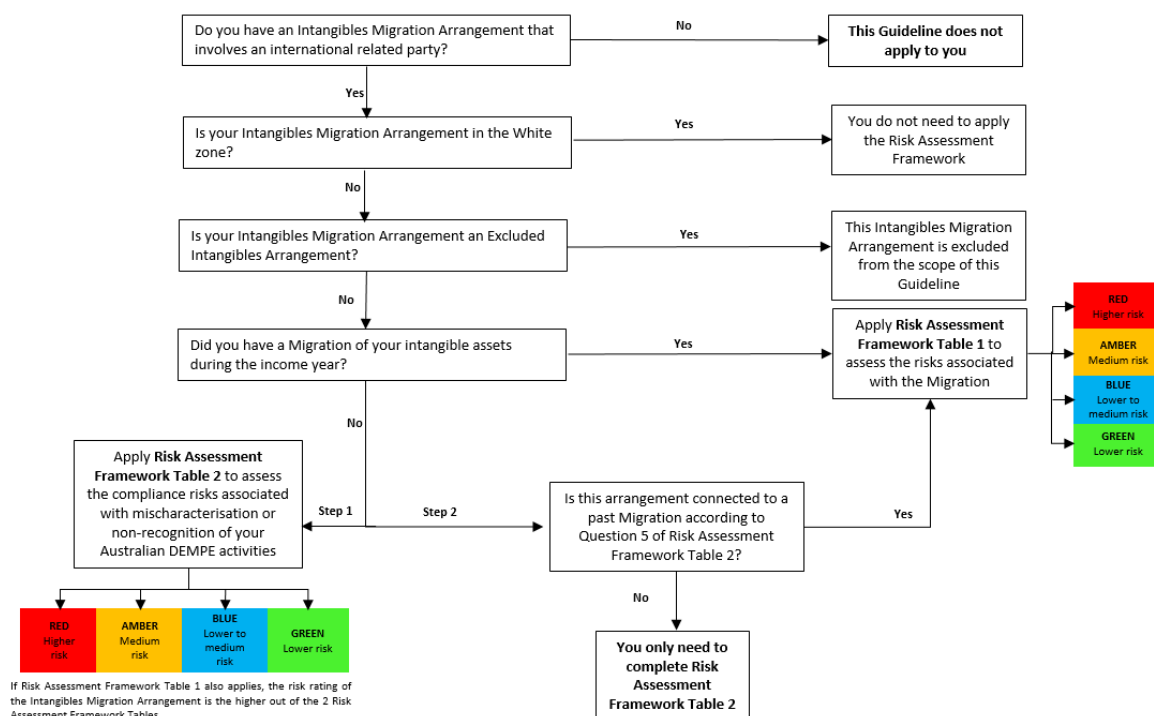 Do you have an Intangibles Migration Arrangement that
involves an international related party?
No
This Guideline does not
apply to you
Yes
Is your Intangibles Migration Arrangement in the White
zone?
Yes
You do not need to apply
the Risk Assessment
Framework
No
Is your Intangibles Migration Arrangement an Excluded
Intangibles Arrangement?
Yes
This Intangibles Migration
Arrangement is excluded
from the scope of this
Guideline
No
Did you have a Migration of your intangible assets
during the income year?
Yes
Apply Risk Assessment
Framework Table 1 to
assess the risks associated
with the Migration
RED
Higher risk
AMBER
Medium risk
BLUE
Lower to
medium risk
GREEN
Lower risk
No
Apply Risk Assessment
Framework Table 2 to assess
the compliance risks associated
with mischaracterisation or
non-recognition of your
Australian DEMPE activities
Step 1
Step 2
Is this arrangement connected to a
past Migration according to
Question 5 of Risk Assessment
Framework Table 2?
Yes
RED
Higher
risk
AMBER
Medium
risk
BLUE
Lower to
medium
risk
GREEN
Lower risk
No
You only need to
complete Risk
Assessment
Framework Table 2
If Risk Assessment Framework Table 1 also applies, the risk rating of
the Intangibles Migration Arrangement is the higher out of the 2 Risk
Assessment Framework Tables